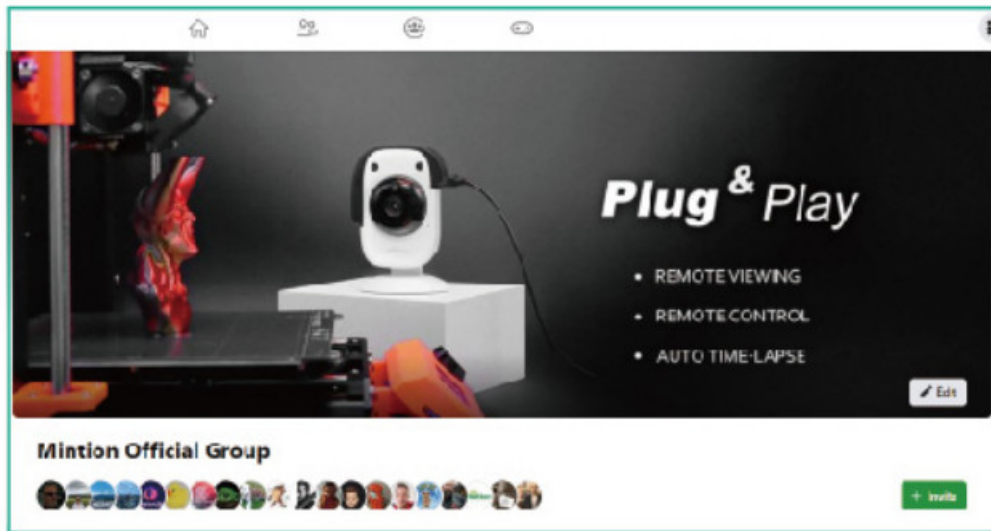 Plug & Play
• REMOTE VIEWING
• REMOTE CONTROL
• AUTO TIME-LAPSE
Edit
Mintion Official Group
+ Invite